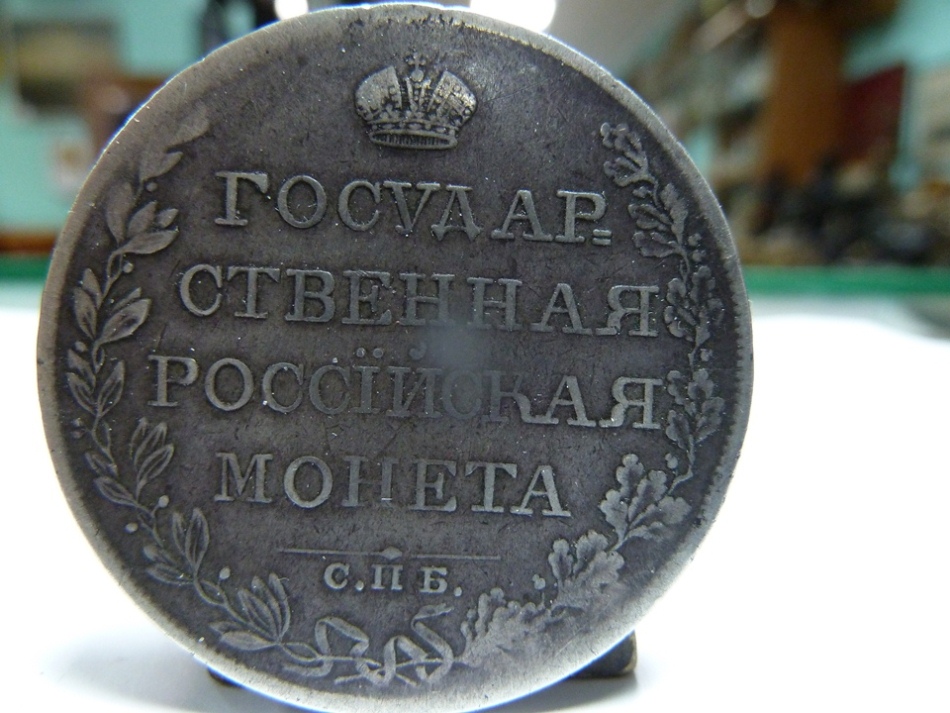 ГОСУДАР=
СТВЕННАЯ
РОССІЙСКАЯ
МОНЕТА
С.П Б.